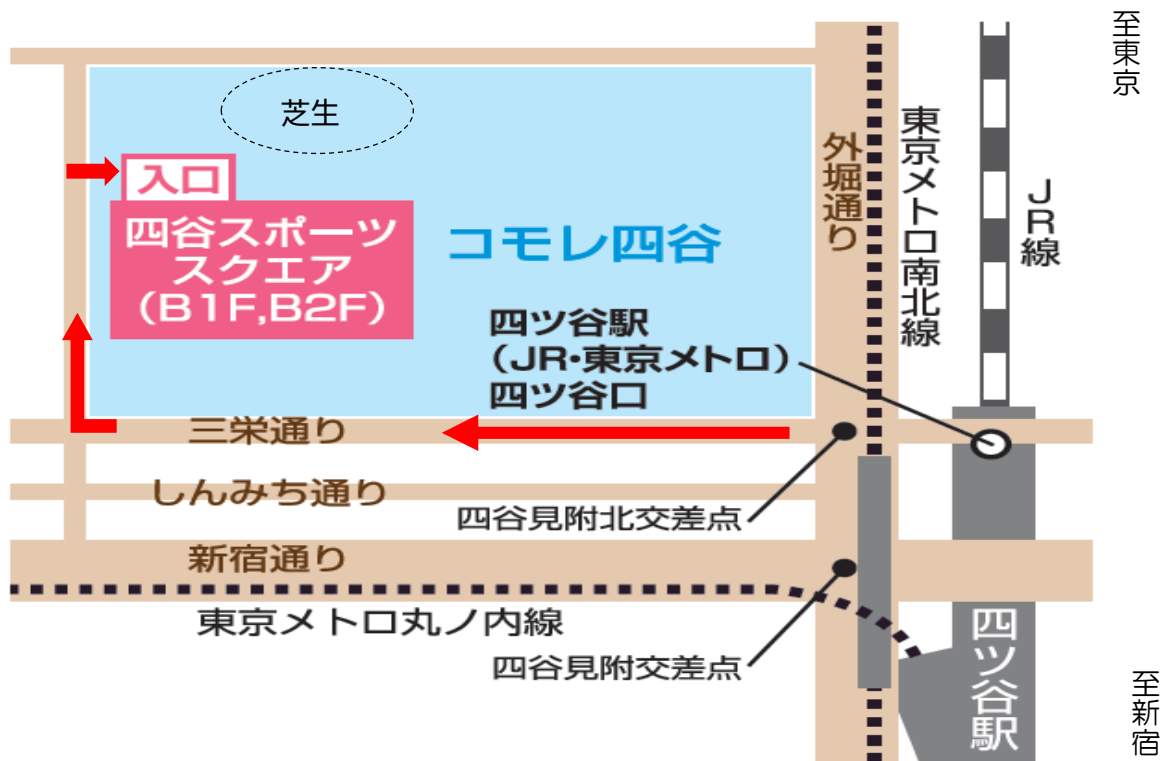 至東京
芝生
入口
四谷スポーツ
スクエア
(B1F,B2F)
コモレ四谷
外堀通り
東京メトロ南北線
JR線
四ツ谷駅
(JR・東京メトロ)
四ツ谷口
三栄通り
しんみち通り
四谷見附北交差点
新宿通り
東京メトロ丸ノ内線
四谷見附交差点
四ツ谷駅
至新宿